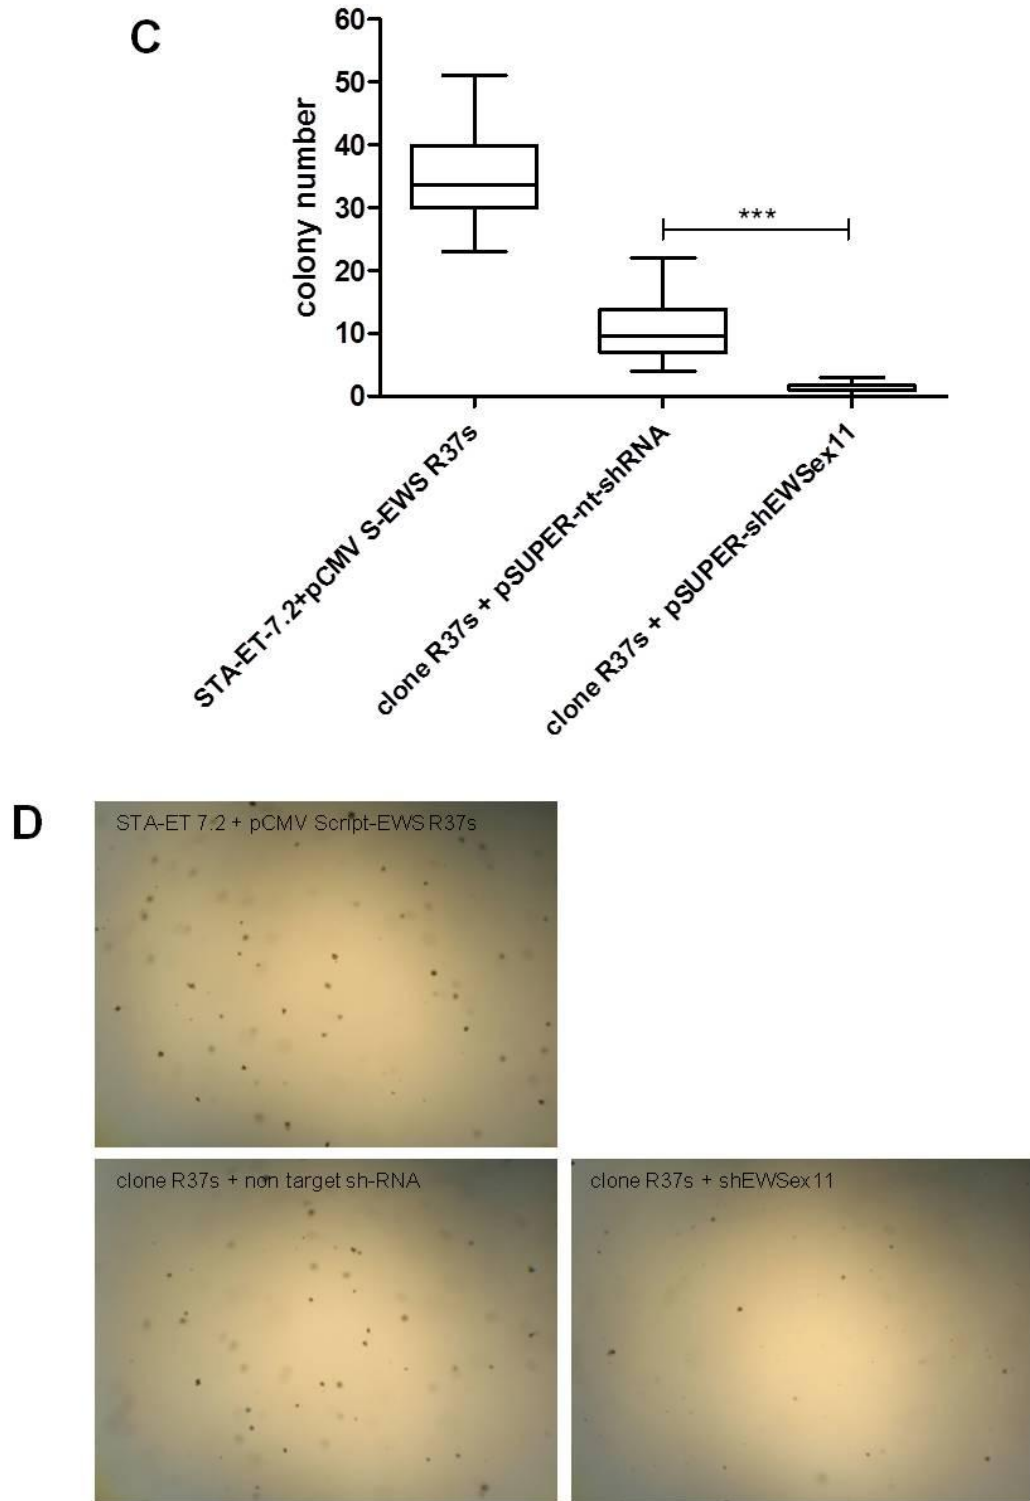 C
60
50
40
30
20
10
0
colony number
***
STA-ET-7.2+pCMV S-EWS R37s
clone R37s + pSUPER-nt-shRNA
clone R37s + pSUPER-shEWSex11
D
STA-ET 7.2 + pCMV Script-EWS R37s
clone R37s + non target sh-RNA
clone R37s + shEWSex11